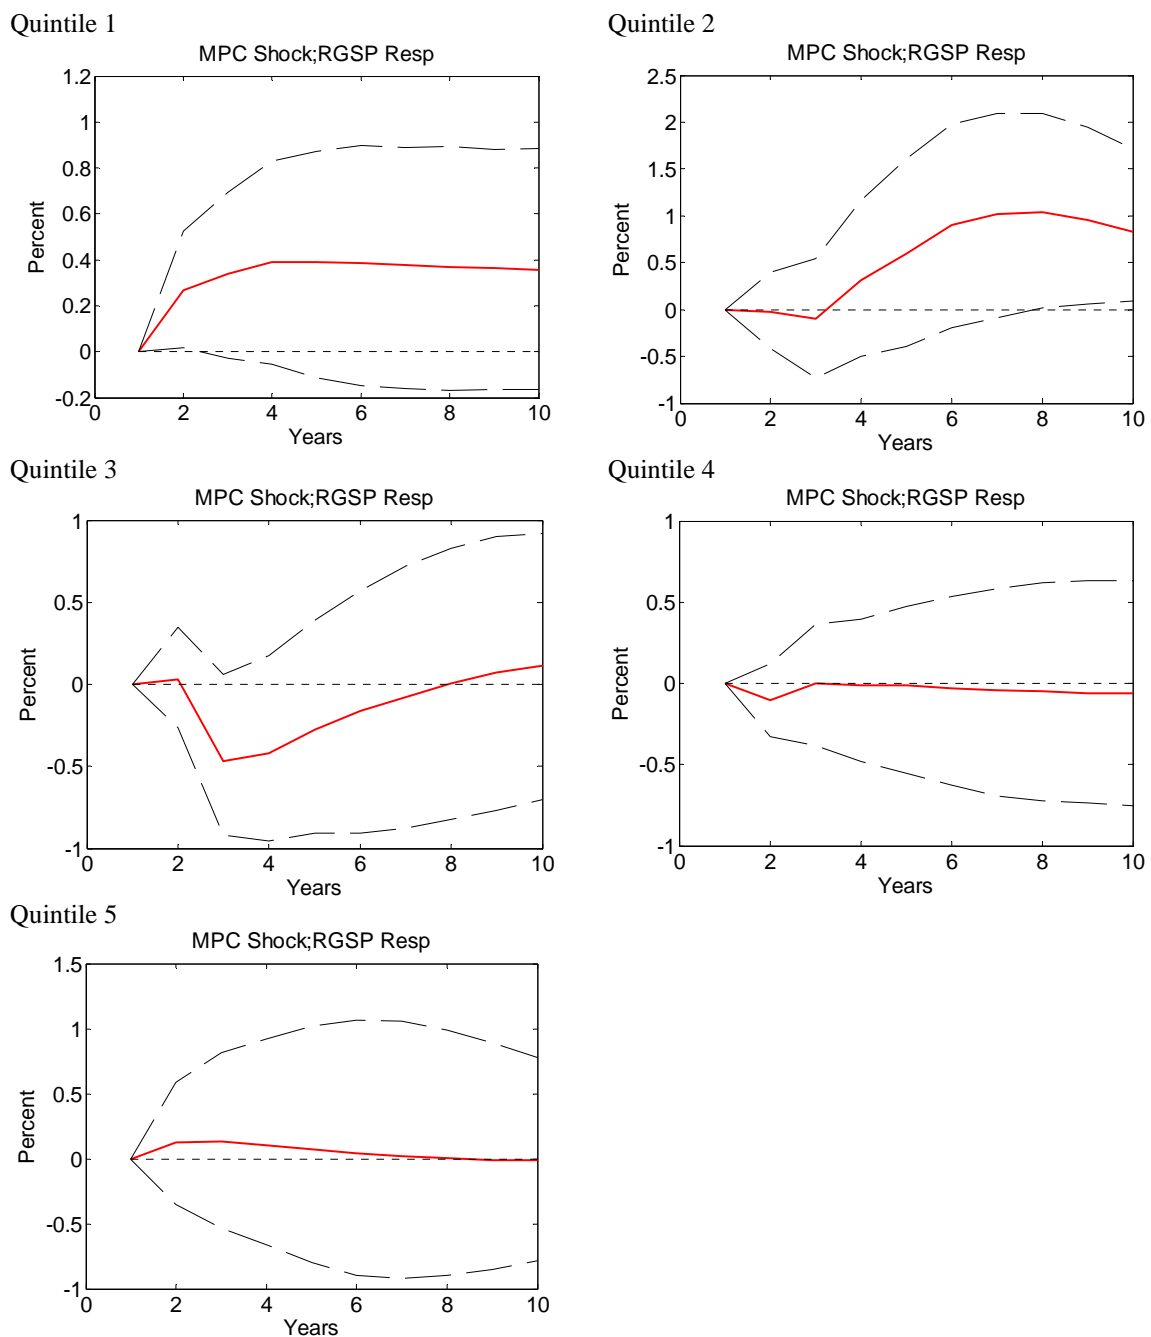 Quintile 1
MPC Shock;RGSP Resp
1.2
1
0.8
0.6
0.4
0.2
0
-0.2
Percent
0 2 4 6 8 10
Years
Quintile 2
MPC Shock;RGSP Resp
2.5
2
1.5
1
0.5
0
-0.5
-1
Percent
0 2 4 6 8 10
Years
Quintile 3
MPC Shock;RGSP Resp
1
0.5
0
-0.5
-1
Percent
0 2 4 6 8 10
Years
Quintile 4
MPC Shock;RGSP Resp
1
0.5
0
-0.5
-1
Percent
0 2 4 6 8 10
Years
Quintile 5
MPC Shock;RGSP Resp
1.5
1
0.5
0
-0.5
-1
Percent
0 2 4 6 8 10
Years